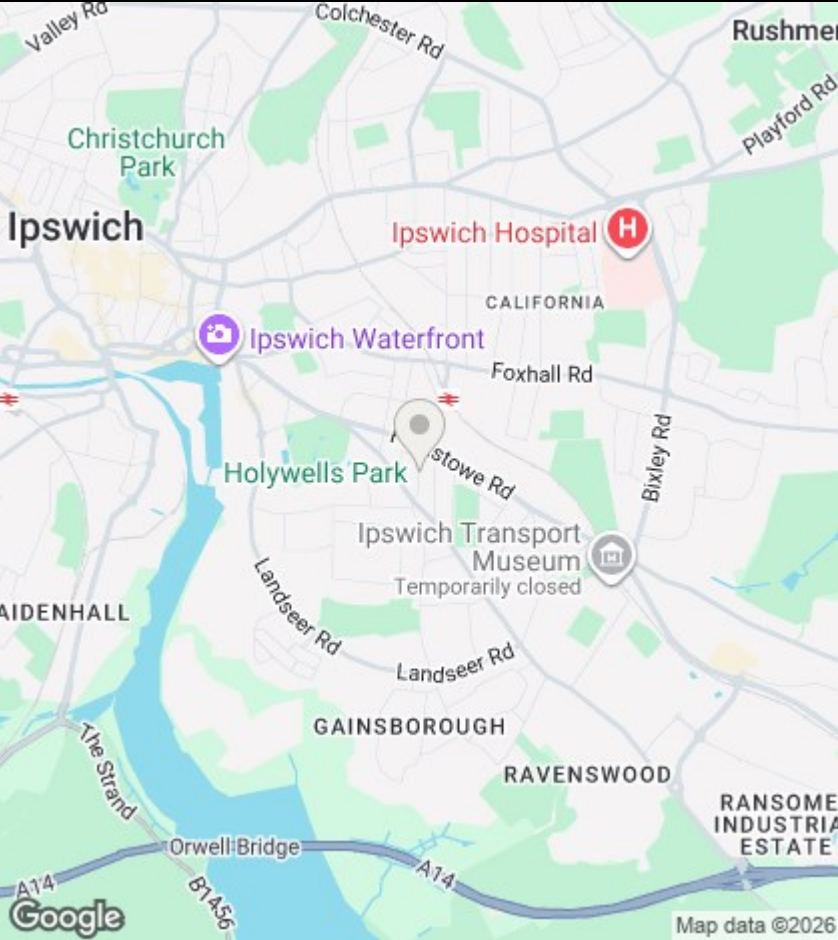 Valley Rd
Colchester Rd
Rushmer
Playford Rd
Christchurch
Park
Ipswich
Ipswich Hospital
H
CALIFORNIA
Ipswich Waterfront
Foxhall Rd
Bixley Rd
stowe Rd
Holywells Park
Ipswich Transport
Museum
Temporarily closed
AIDENHALL
Landseer Rd
Landseer Rd
GAINSBOROUGH
RAVENSWOOD
The Strand
RANSOME
INDUSTRIA
ESTATE
Orwell Bridge
A14
A14
B1456
Google
Map data ©2026